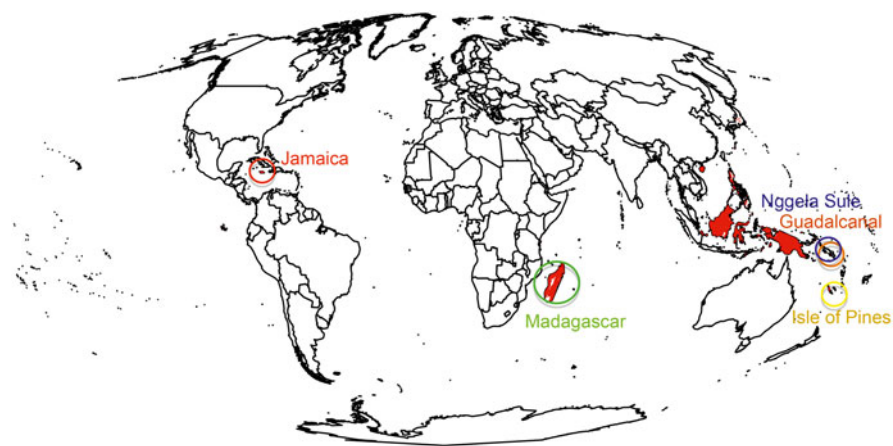 Jamaica
Nggela Sule
Guadalcanal
Isle of Pines
Madagascar